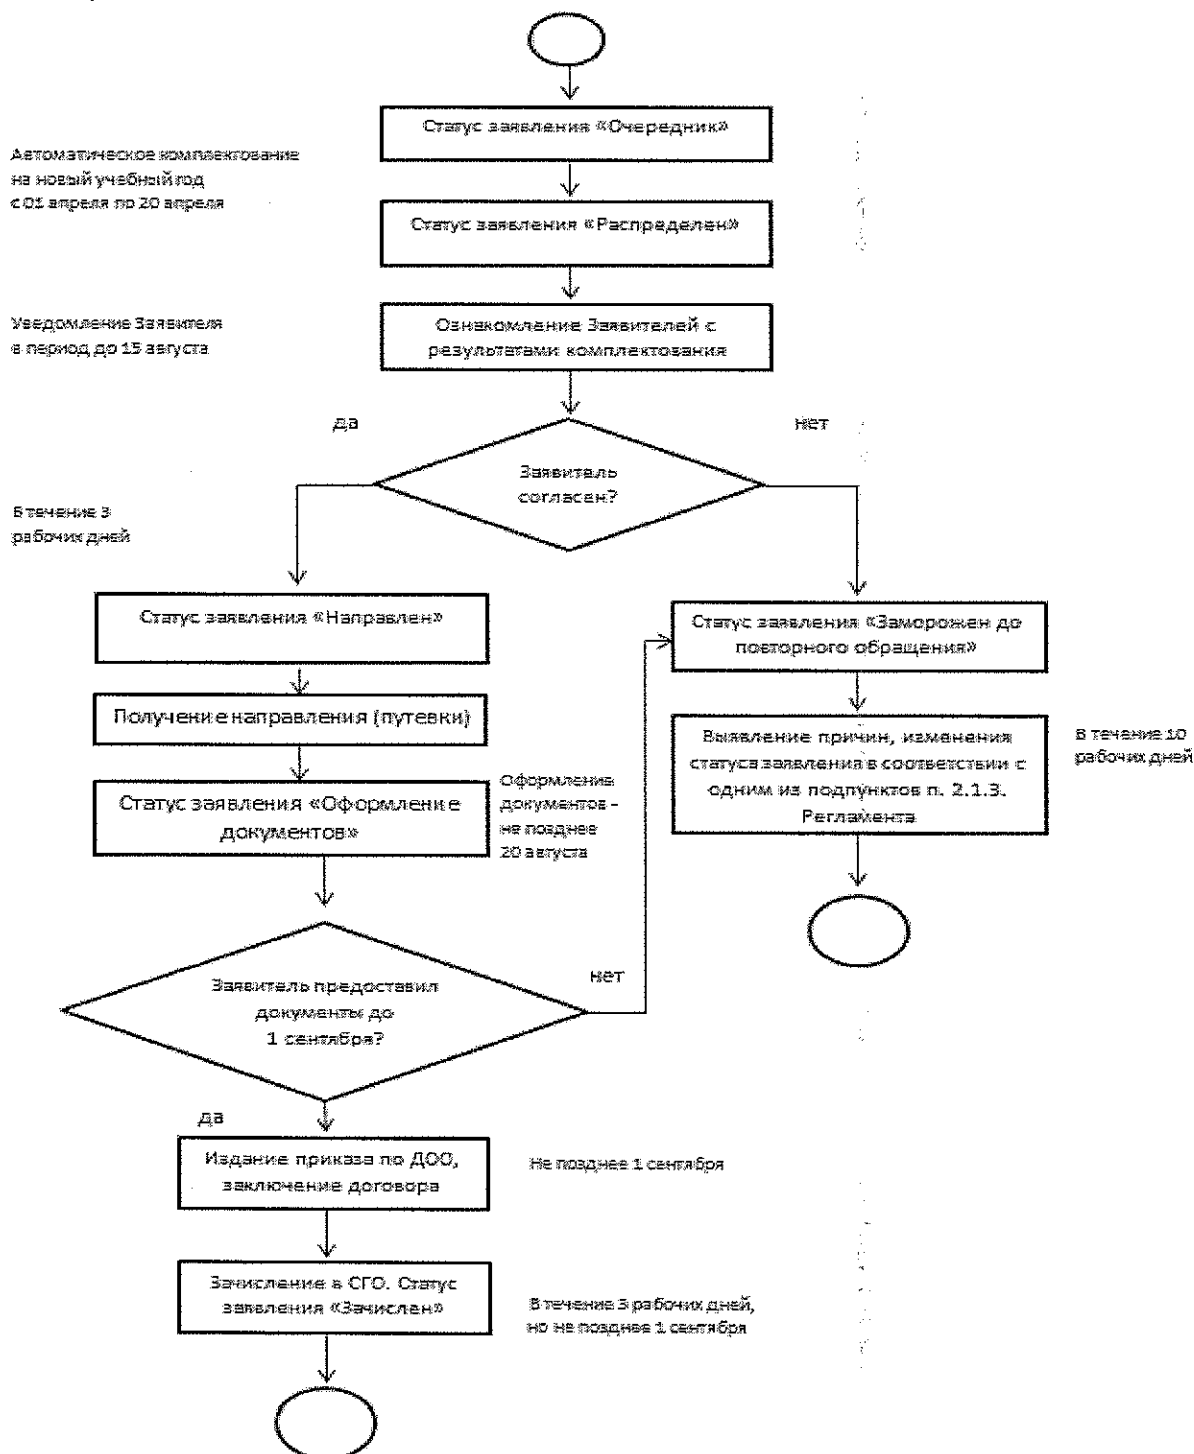 Статус заявления «Очередник»
Автоматическое комплектование
на новый учебный год
с 01 апреля по 20 апреля
Статус заявления «Распределен»
Уведомление Заявителя
в период до 15 августа
Ознакомление Заявителей с
результатами комплектования
да
нет
Заявитель
согласен?
В течение 3
рабочих дней
Статус заявления «Направлен»
Статус заявления «Заморожен до
повторного обращения»
Получение направления (путевки)
Выявление причин, изменения
статуса заявления в соответствии с
одним из подпунктов п. 2.1.3.
Регламента
В течение 10
рабочих дней
Статус заявления «Оформление
документов»
Оформление
документов –
не позднее
20 августа
Заявитель предоставил
документы до
1 сентября?
нет
да
Издание приказа по ДОО,
заключение договора
Не позднее 1 сентября
Зачисление в СГО. Статус
заявления «Зачислен»
В течение 3 рабочих дней,
но не позднее 1 сентября